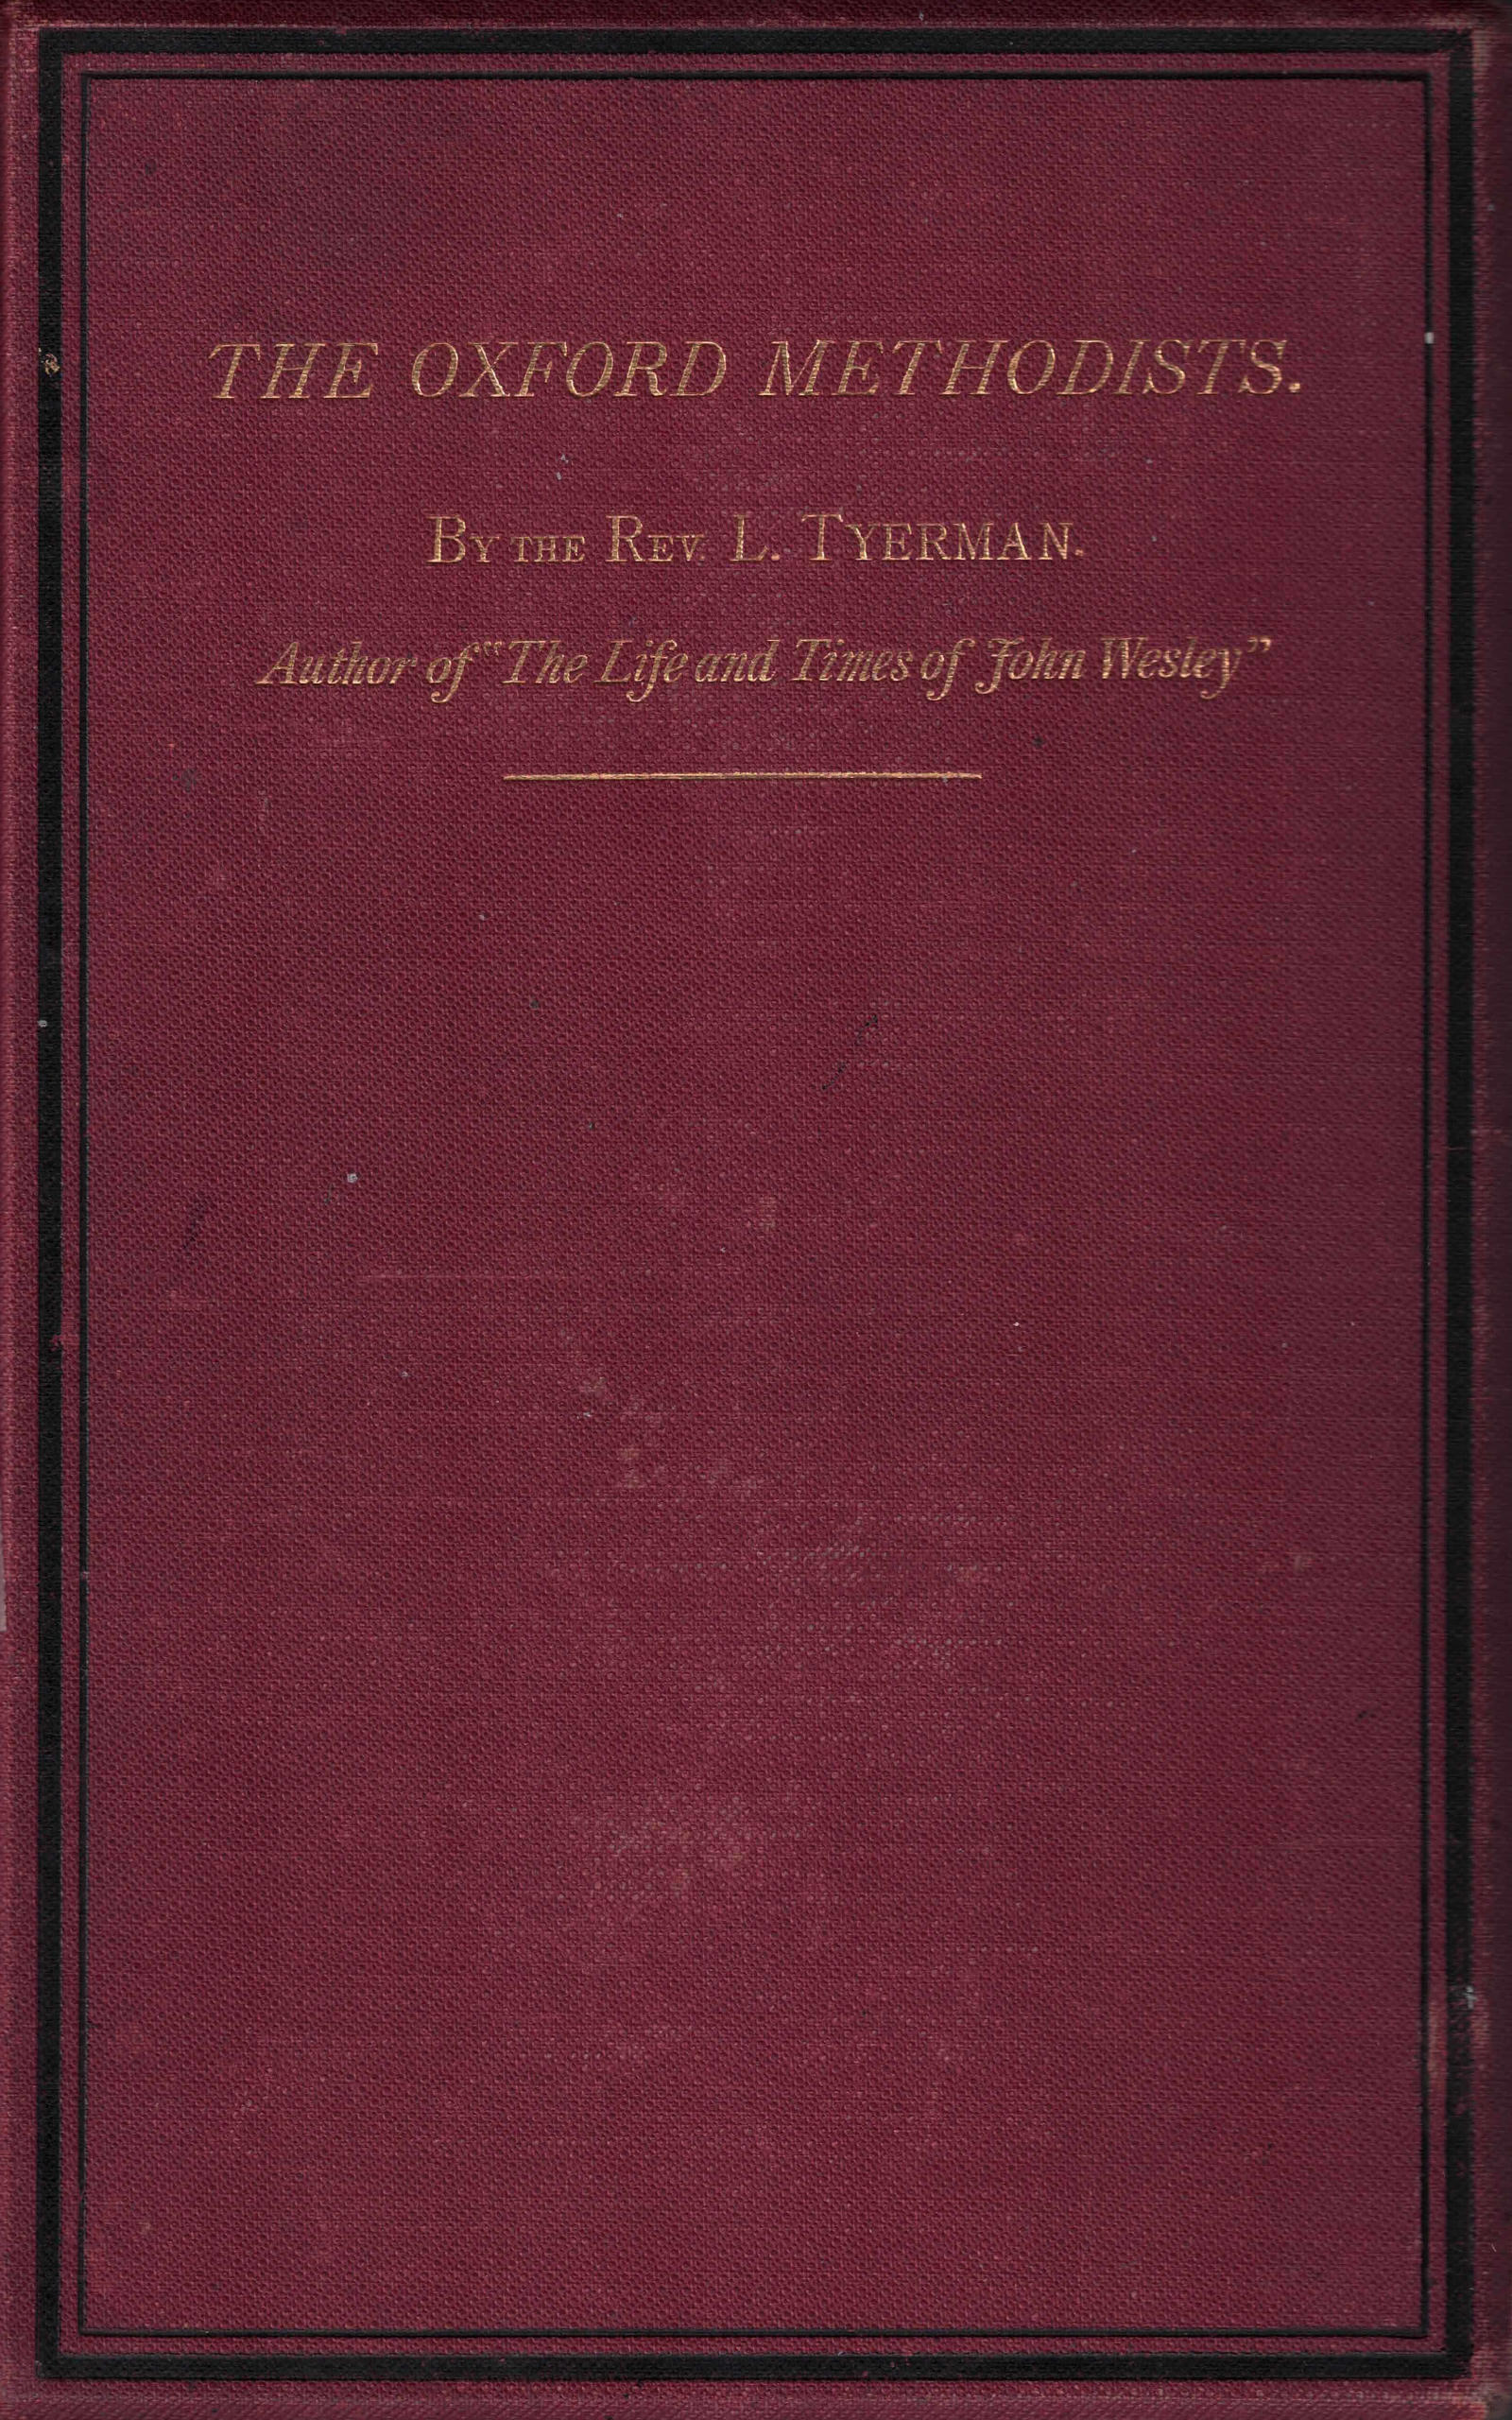 THE OXFORD METHODISTS.
BY THE REV. L. TYERMAN.
Author of "The Life and Times of John Wesley"